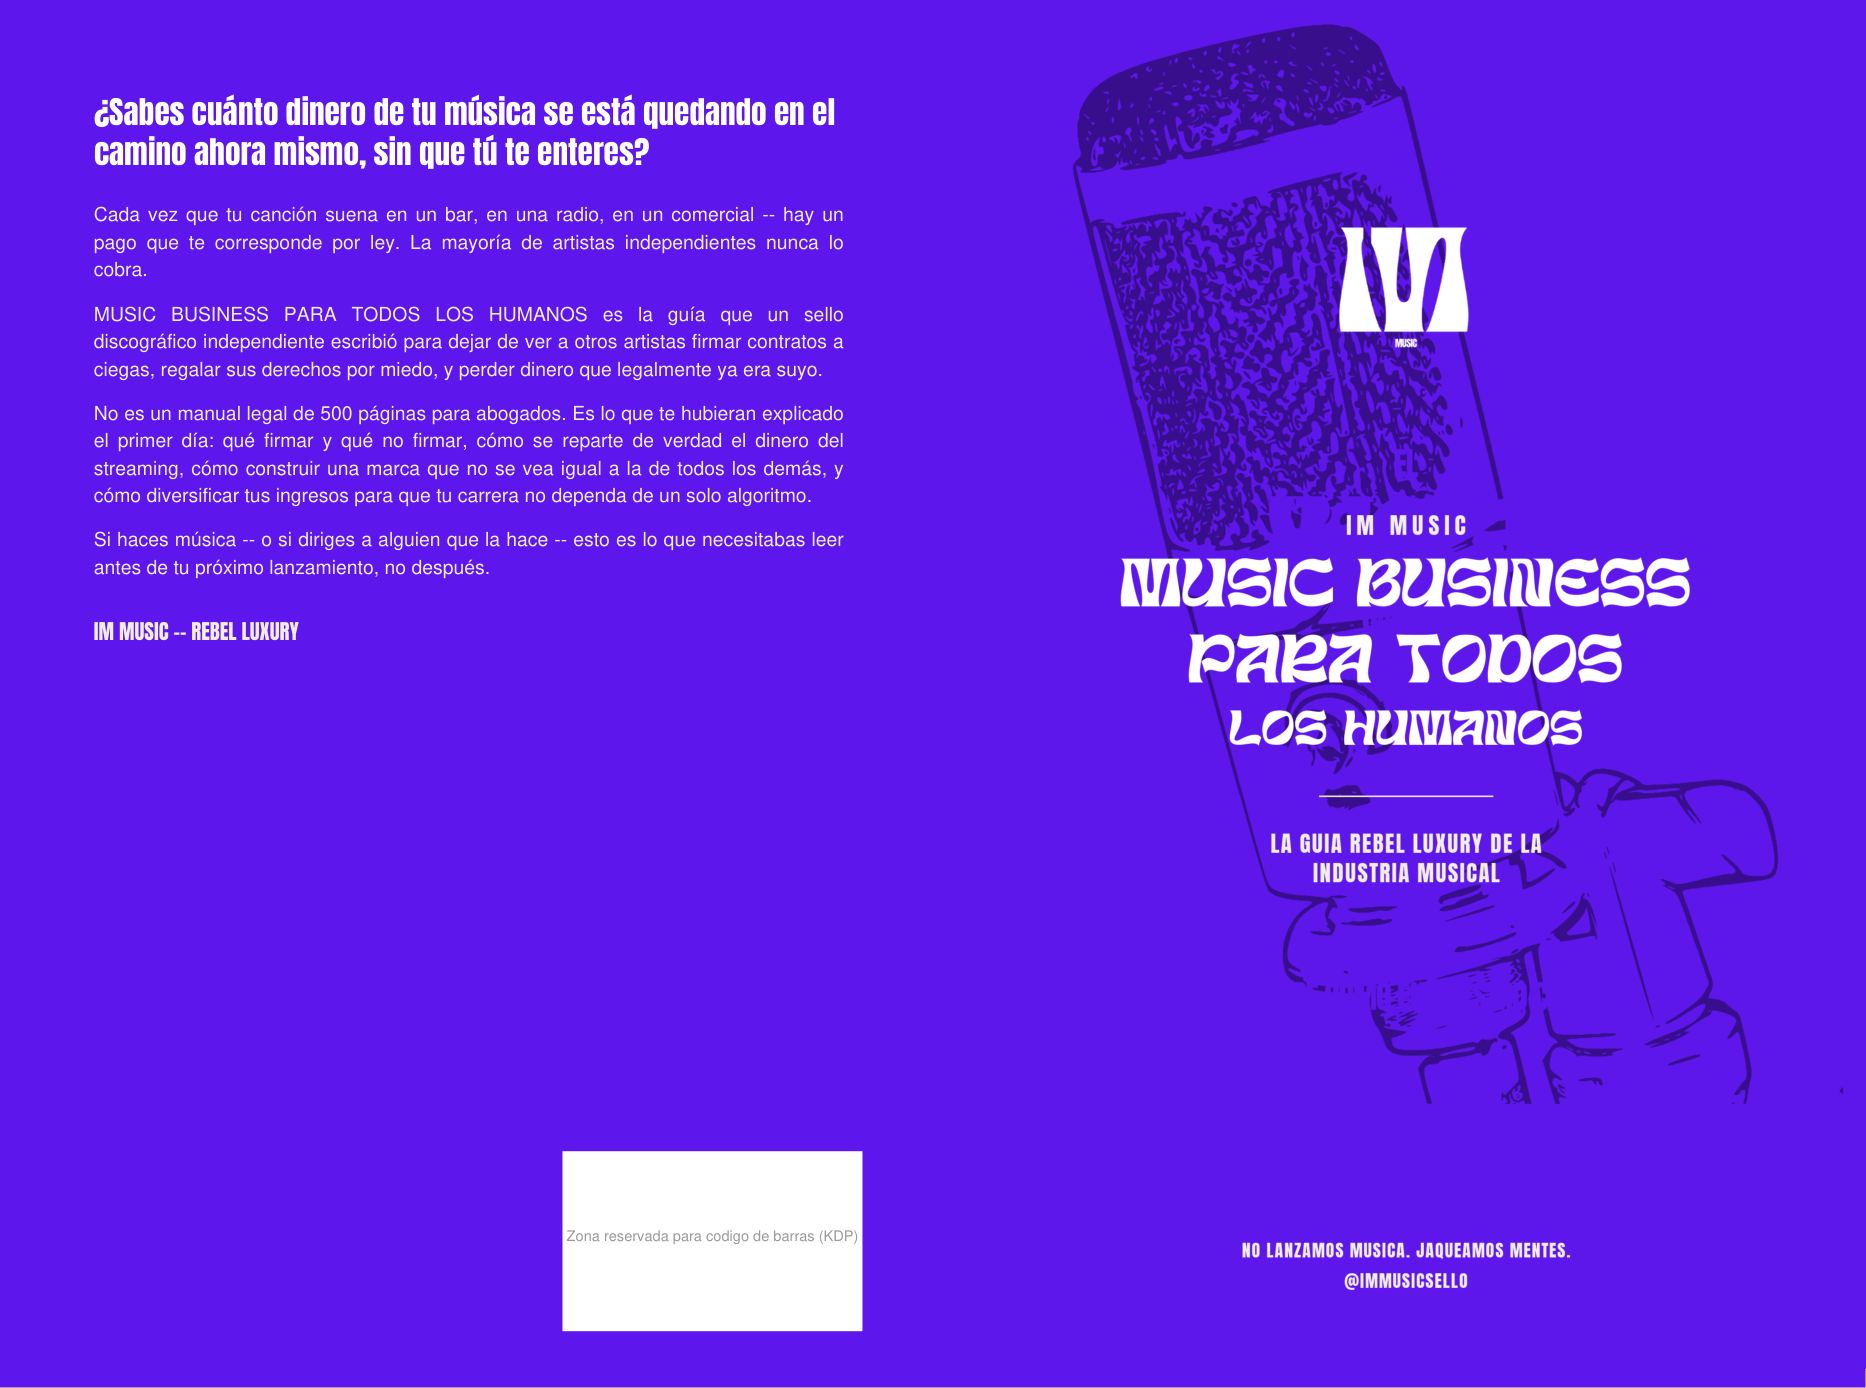 ¿Sabes cuánto dinero de tu música se está quedando en el
camino ahora mismo, sin que tú te enteres?
Cada vez que tu canción suena en un bar, en una radio, en un comercial -- hay un
pago que te corresponde por ley. La mayoría de artistas independientes nunca lo
cobra.
MUSIC BUSINESS PARA TODOS LOS HUMANOS es la guía que un sello
discográfico independiente escribió para dejar de ver a otros artistas firmar contratos a
ciegas, regalar sus derechos por miedo, y perder dinero que legalmente ya era suyo.
No es un manual legal de 500 páginas para abogados. Es lo que te hubieran explicado
el primer día: qué firmar y qué no firmar, cómo se reparte de verdad el dinero del
streaming, cómo construir una marca que no se vea igual a la de todos los demás, y
cómo diversificar tus ingresos para que tu carrera no dependa de un solo algoritmo.
Si haces música -- o si diriges a alguien que la hace -- esto es lo que necesitabas leer
antes de tu próximo lanzamiento, no después.
IM MUSIC -- REBEL LUXURY
Zona reservada para codigo de barras (KDP)
MUSIC
EL
IM MUSIC
MUSIC BUSINESS
PARA TODOS
LOS HUMANOS
LA GUIA REBEL LUXURY DE LA
INDUSTRIA MUSICAL
NO LANZAMOS MUSICA. JAQUEAMOS MENTES.
@IMMUSICSELLO